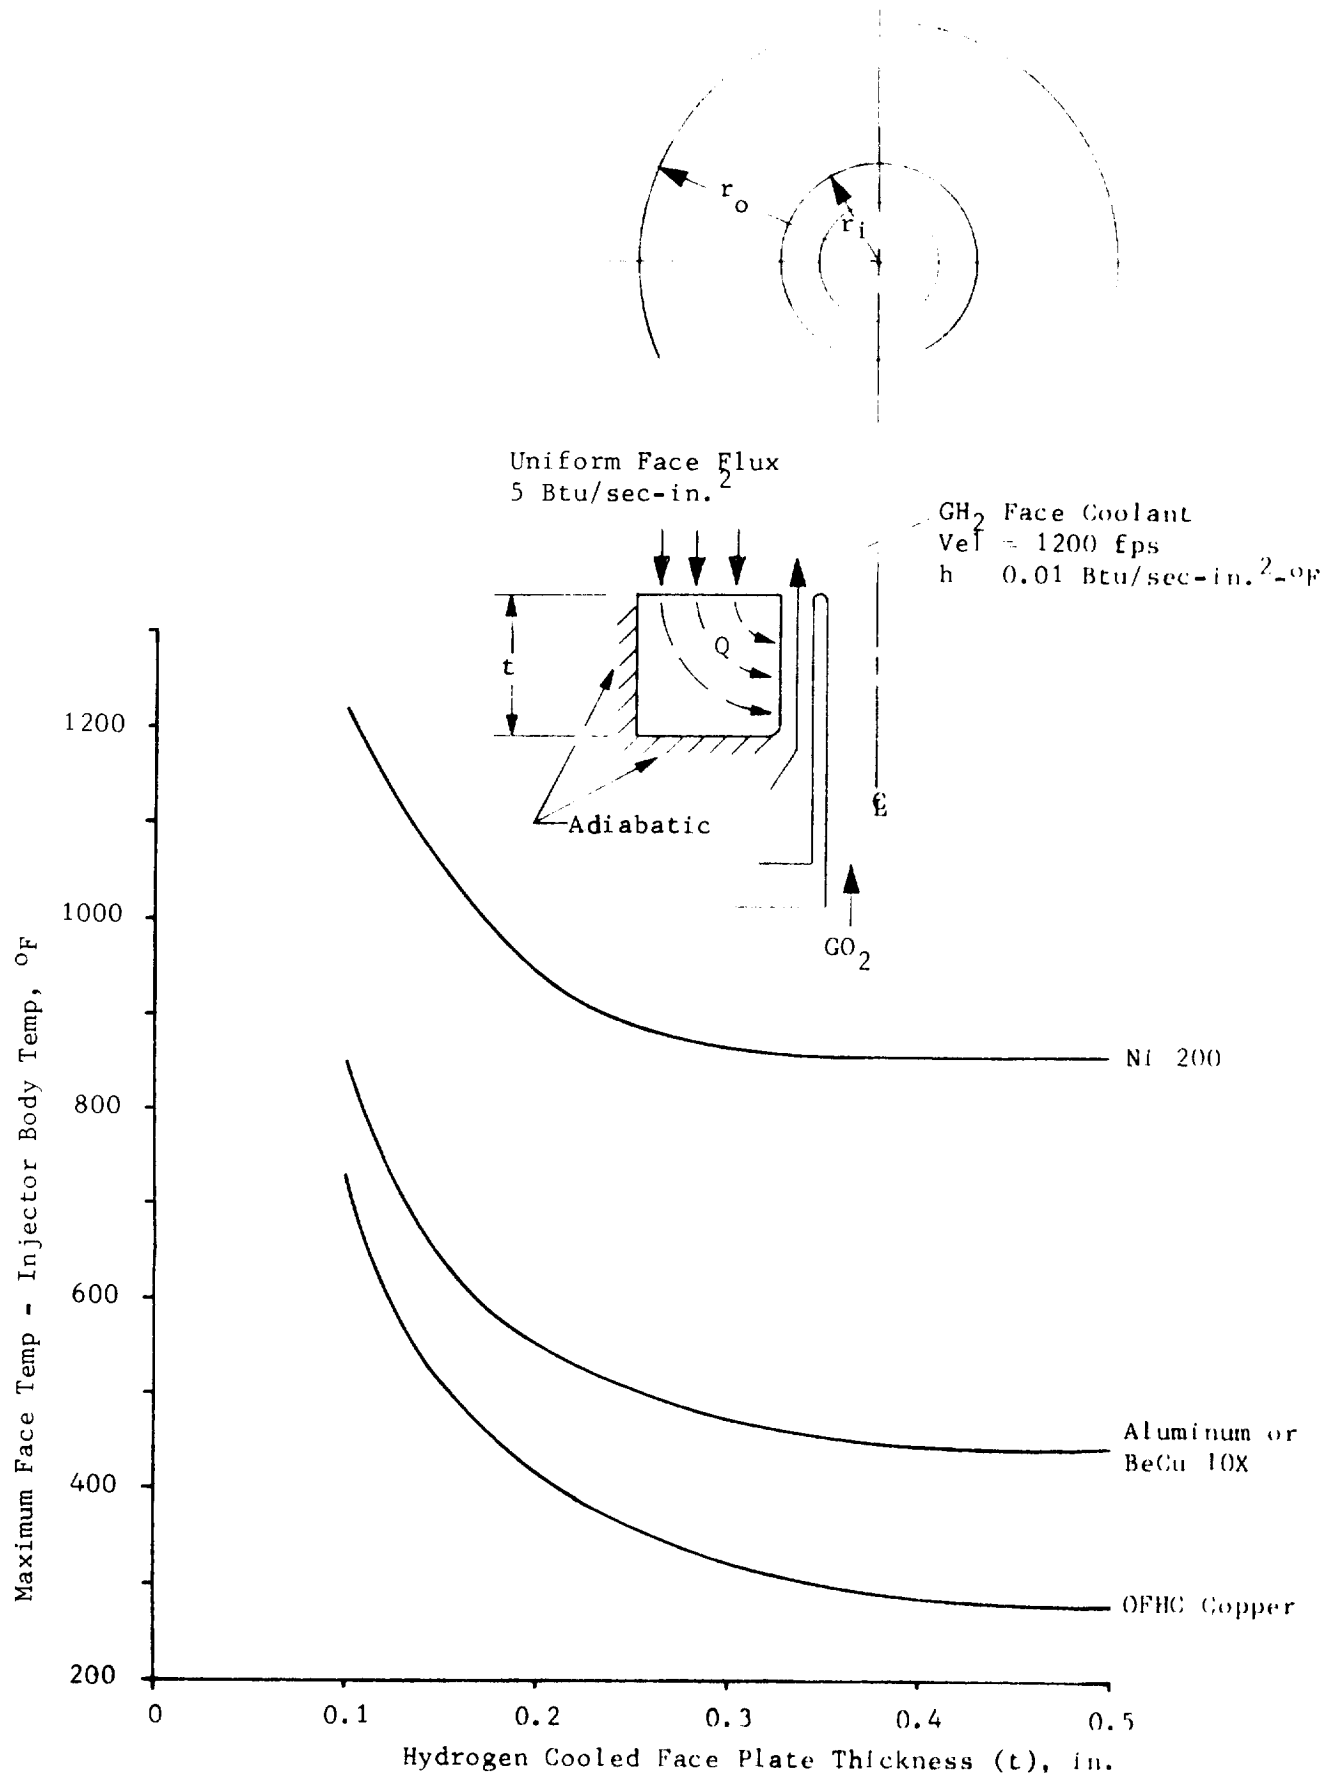 r_o
r_i
Uniform Face Flux
5 Btu/sec-in.²
GH₂ Face Coolant
Vel = 1200 fps
h 0.01 Btu/sec-in.²-°F
t
Q
℄
Adiabatic
GO₂
1200
1000
800
600
400
200
Maximum Face Temp - Injector Body Temp, °F
Ni 200
Aluminum or
BeCu 10X
OFHC Copper
0 0.1 0.2 0.3 0.4 0.5
Hydrogen Cooled Face Plate Thickness (t), in.